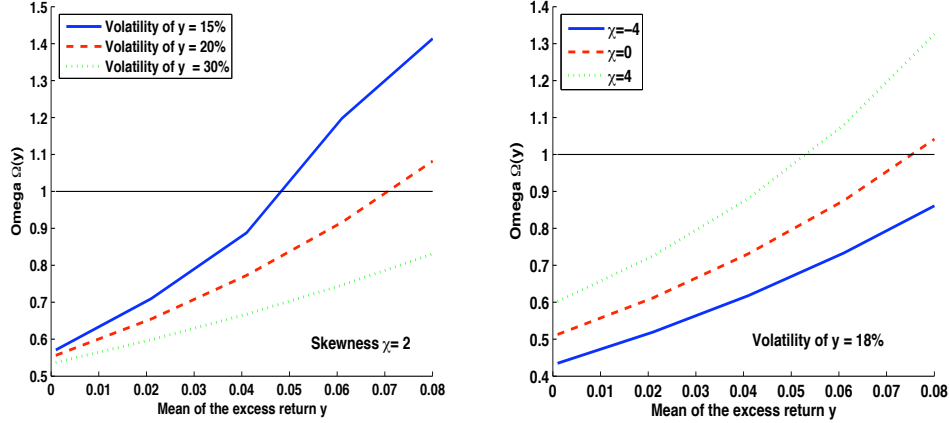 1.5
1.4
1.3
1.2
1.1
1
0.9
0.8
0.7
0.6
0.5
Omega Ω(y)
Volatility of y = 15%
Volatility of y = 20%
Volatility of y = 30%
Skewness χ= 2
0 0.01 0.02 0.03 0.04 0.05 0.06 0.07 0.08
Mean of the excess return y
1.4
1.3
1.2
1.1
1
0.9
0.8
0.7
0.6
0.5
0.4
Omega Ω(y)
χ=−4
χ=0
χ=4
Volatility of y = 18%
0 0.01 0.02 0.03 0.04 0.05 0.06 0.07 0.08
Mean of the excess return y